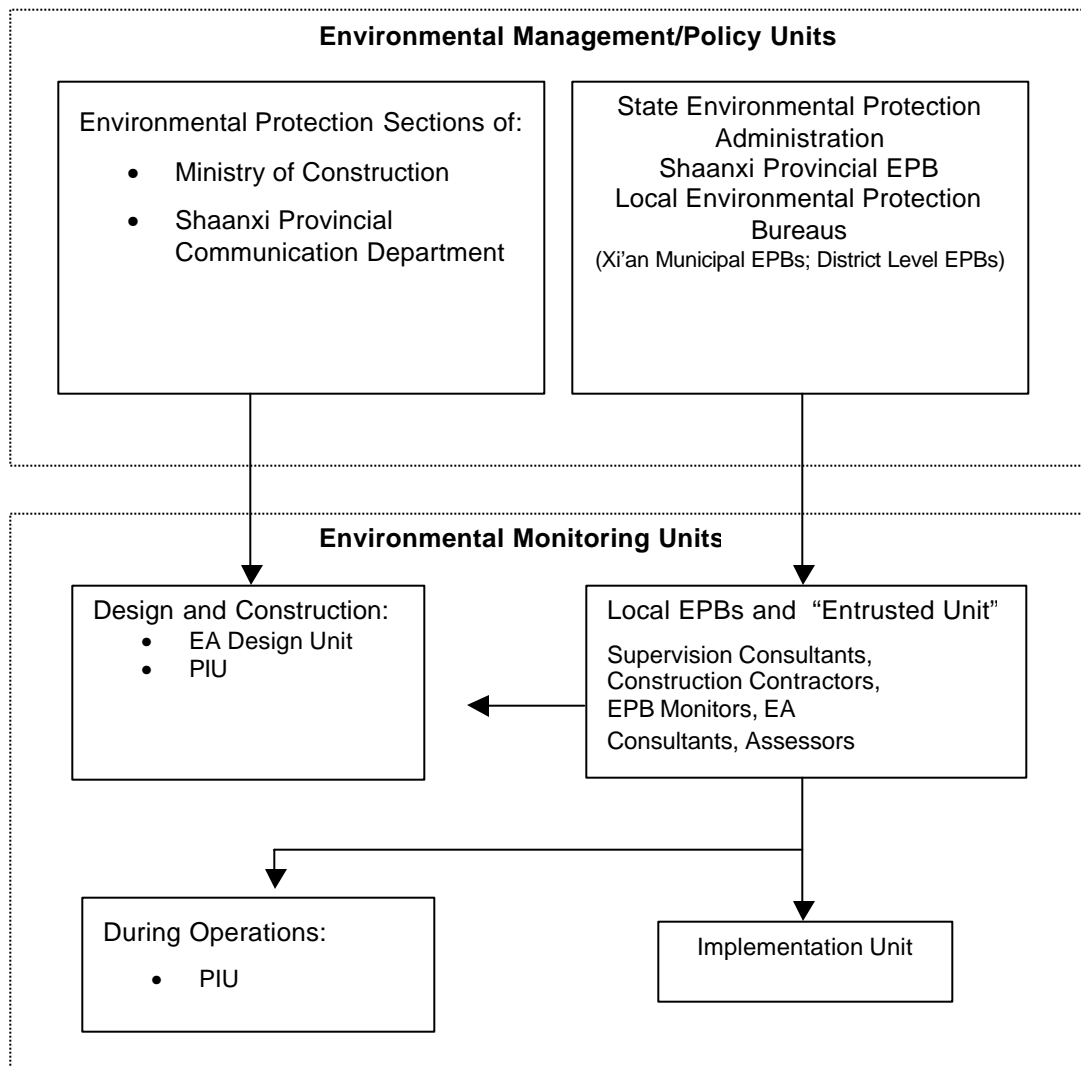 Environmental Management/Policy Units
Environmental Protection Sections of:
• Ministry of Construction
• Shaanxi Provincial
Communication Department
State Environmental Protection
Administration
Shaanxi Provincial EPB
Local Environmental Protection
Bureaus
(Xi'an Municipal EPBs; District Level EPBs)
Environmental Monitoring Units
Design and Construction:
• EA Design Unit
• PIU
Local EPBs and “Entrusted Unit”
Supervision Consultants,
Construction Contractors,
EPB Monitors, EA
Consultants, Assessors
During Operations:
• PIU
Implementation Unit